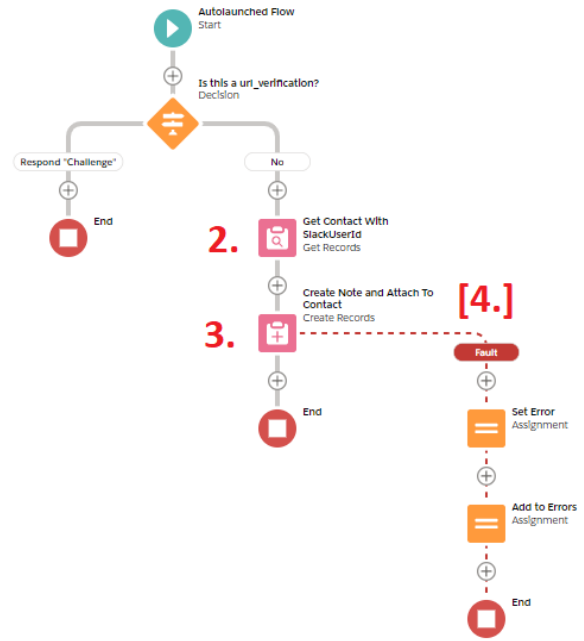 Autolaunched Flow
Start
Is this a url_verification?
Decision
Respond "Challenge"
No
End
2.
Get Contact With
SlackUserId
Get Records
3.
Create Note and Attach To
Contact
Create Records
[4.]
Fault
End
Set Error
Assignment
Add to Errors
Assignment
End